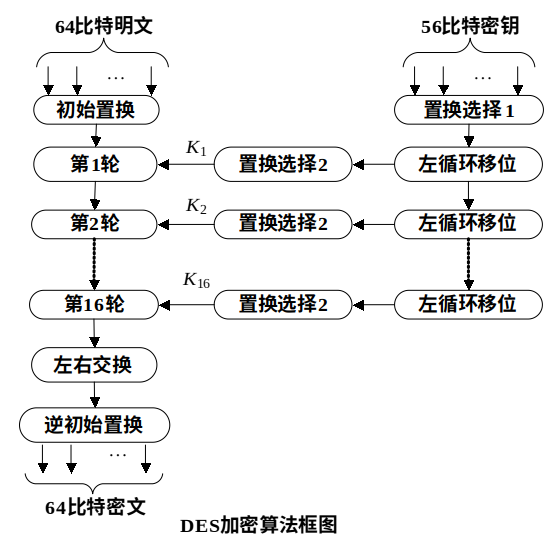 64比特明文 56比特密钥
… …
初始置换 置换选择1
第1轮 K1 置换选择2 左循环移位
第2轮 K2 置换选择2 左循环移位
第16轮 K16 置换选择2 左循环移位
左右交换
逆初始置换
…
64比特密文
DES加密算法框图